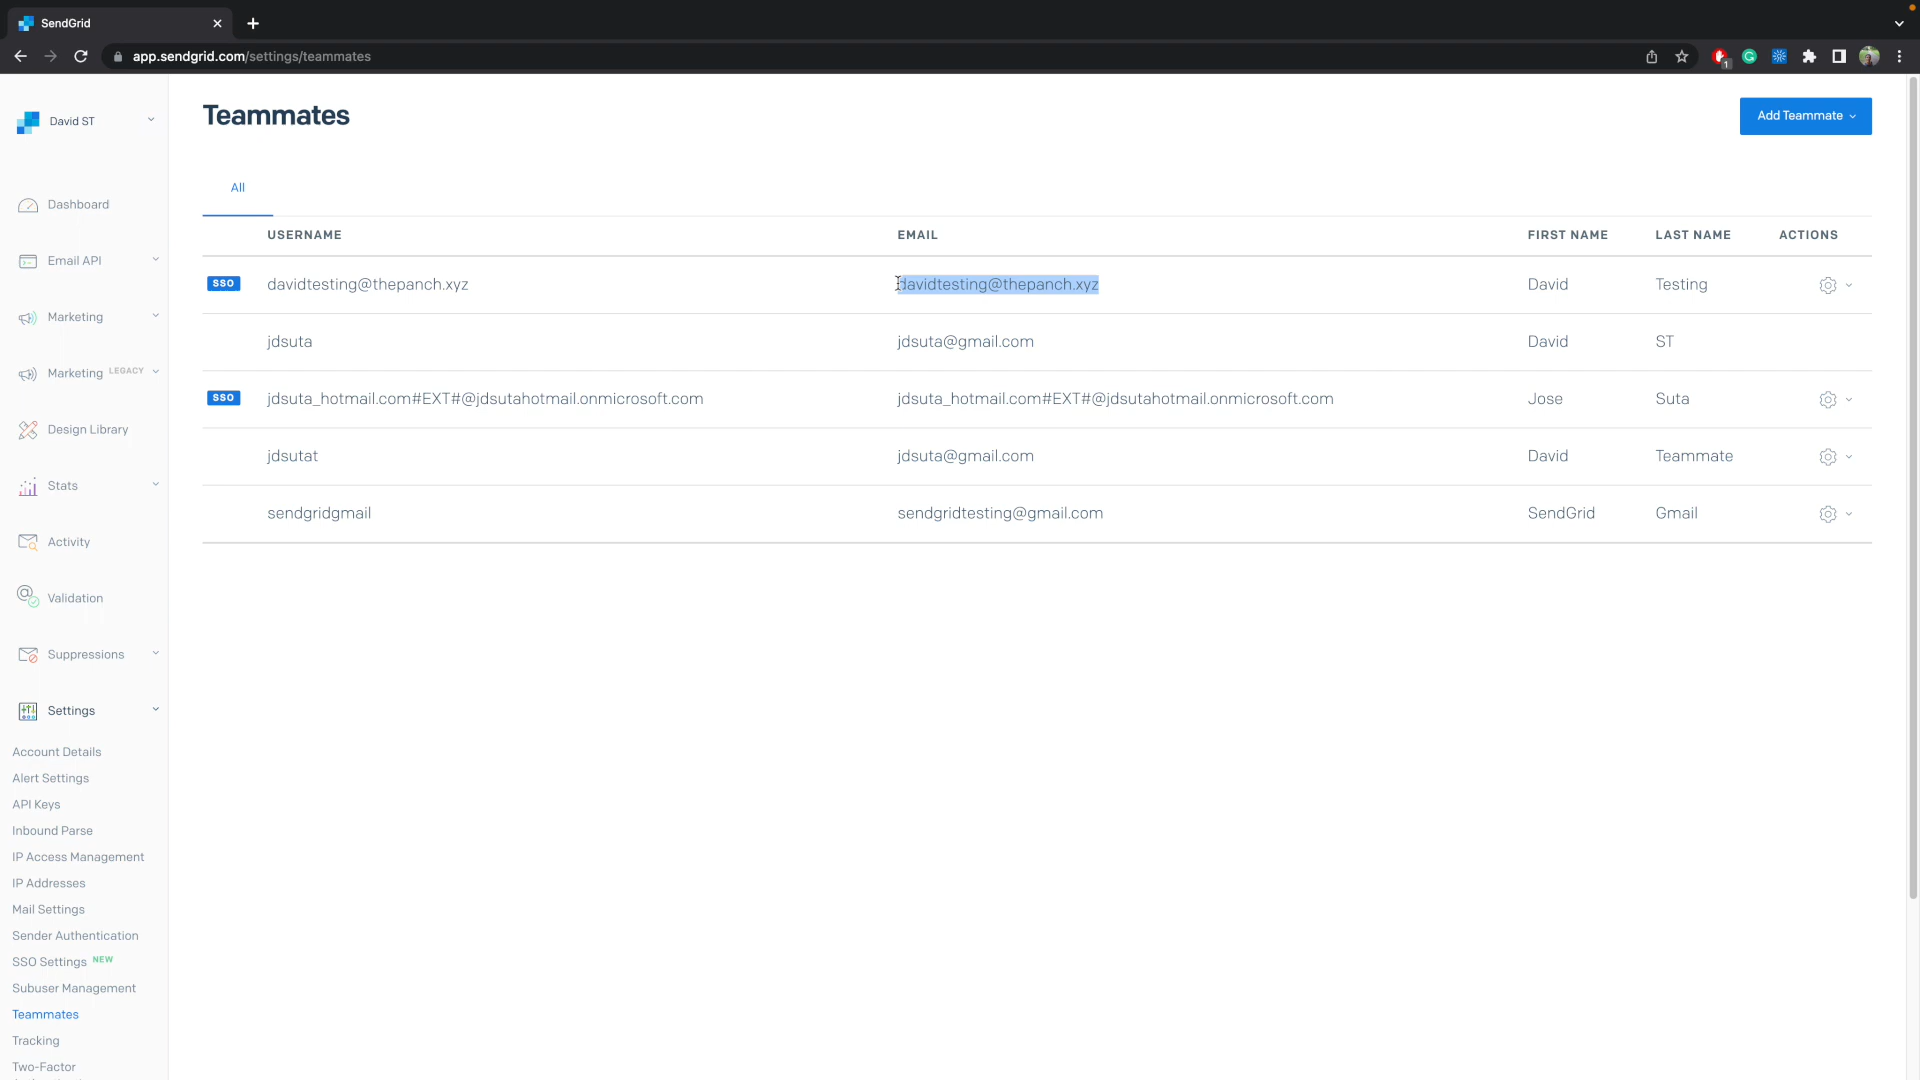 SendGrid
app.sendgrid.com/settings/teammates
1
David ST
Teammates
Add Teammate
All
Dashboard
USERNAME EMAIL FIRST NAME LAST NAME ACTIONS
Email API
SSO davidtesting@thepanch.xyz davidtesting@thepanch.xyz David Testing
Marketing
jdsuta jdsuta@gmail.com David ST
Marketing LEGACY
SSO jdsuta_hotmail.com#EXT#@jdsutahotmail.onmicrosoft.com jdsuta_hotmail.com#EXT#@jdsutahotmail.onmicrosoft.com Jose Suta
Design Library
jdsutat jdsuta@gmail.com David Teammate
Stats
sendgridgmail sendgridtesting@gmail.com SendGrid Gmail
Activity
Validation
Suppressions
Settings
Account Details
Alert Settings
API Keys
Inbound Parse
IP Access Management
IP Addresses
Mail Settings
Sender Authentication
SSO Settings NEW
Subuser Management
Teammates
Tracking
Two-Factor